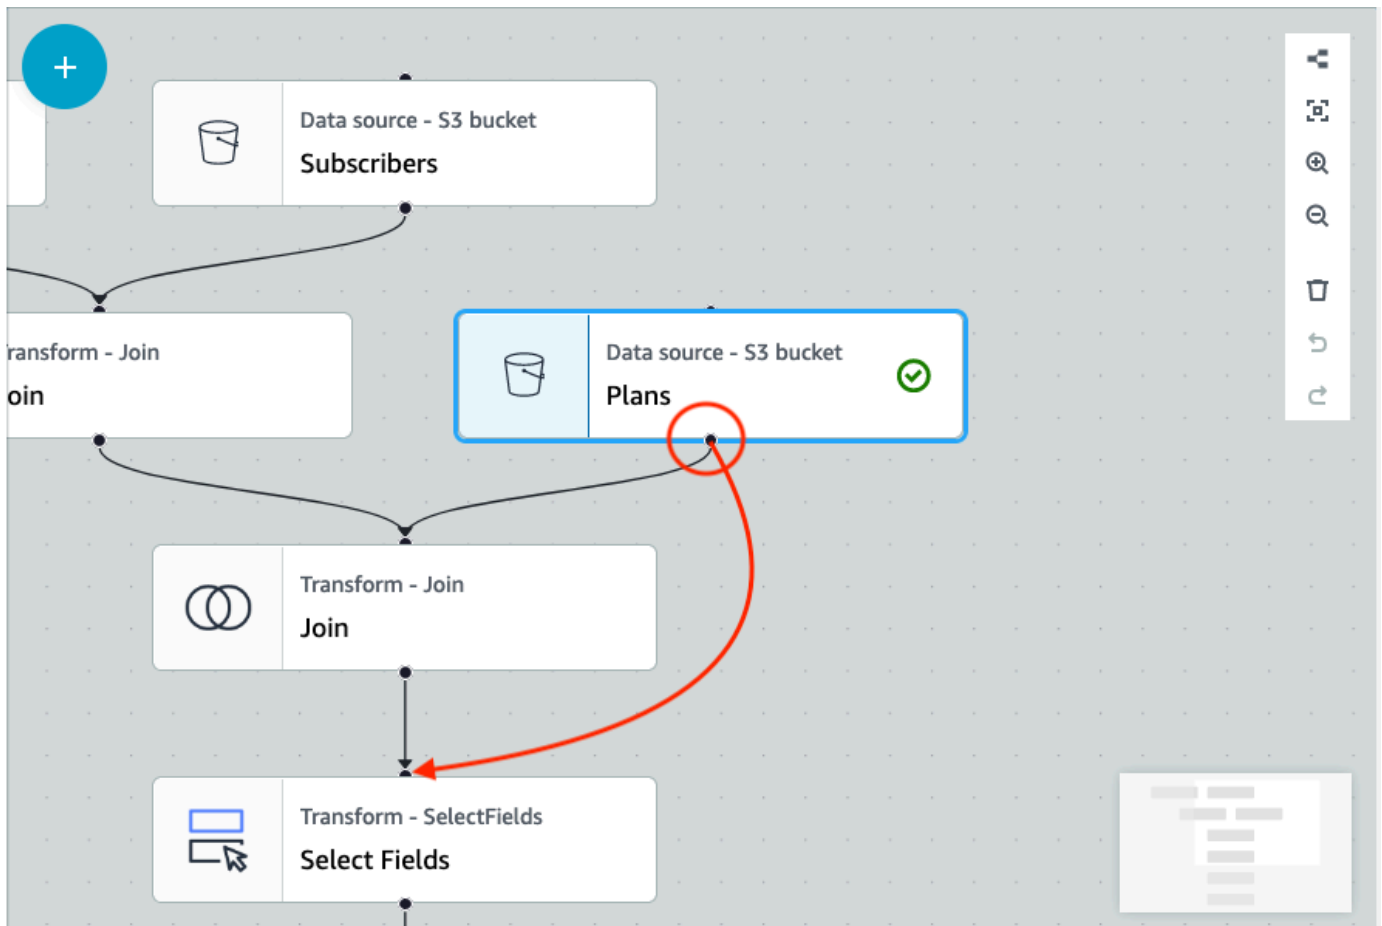 +
Data source - S3 bucket
Subscribers
ransform - Join
oin
Data source - S3 bucket
Plans
Transform - Join
Join
Transform - SelectFields
Select Fields